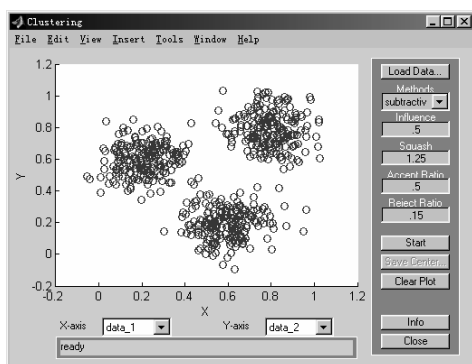 Clustering
File Edit View Insert Tools Window Help
Load Data...
Methods
subtractiv
Influence
.5
Squash
1.25
Accent Ratio
.5
Reject Ratio
.15
Start
Save Center...
Clear Plot
Info
Close
1.2
1
0.8
0.6
0.4
0.2
0
-0.2
Y
-0.2 0 0.2 0.4 0.6 0.8 1 1.2
X
X-axis data_1 Y-axis data_2
ready